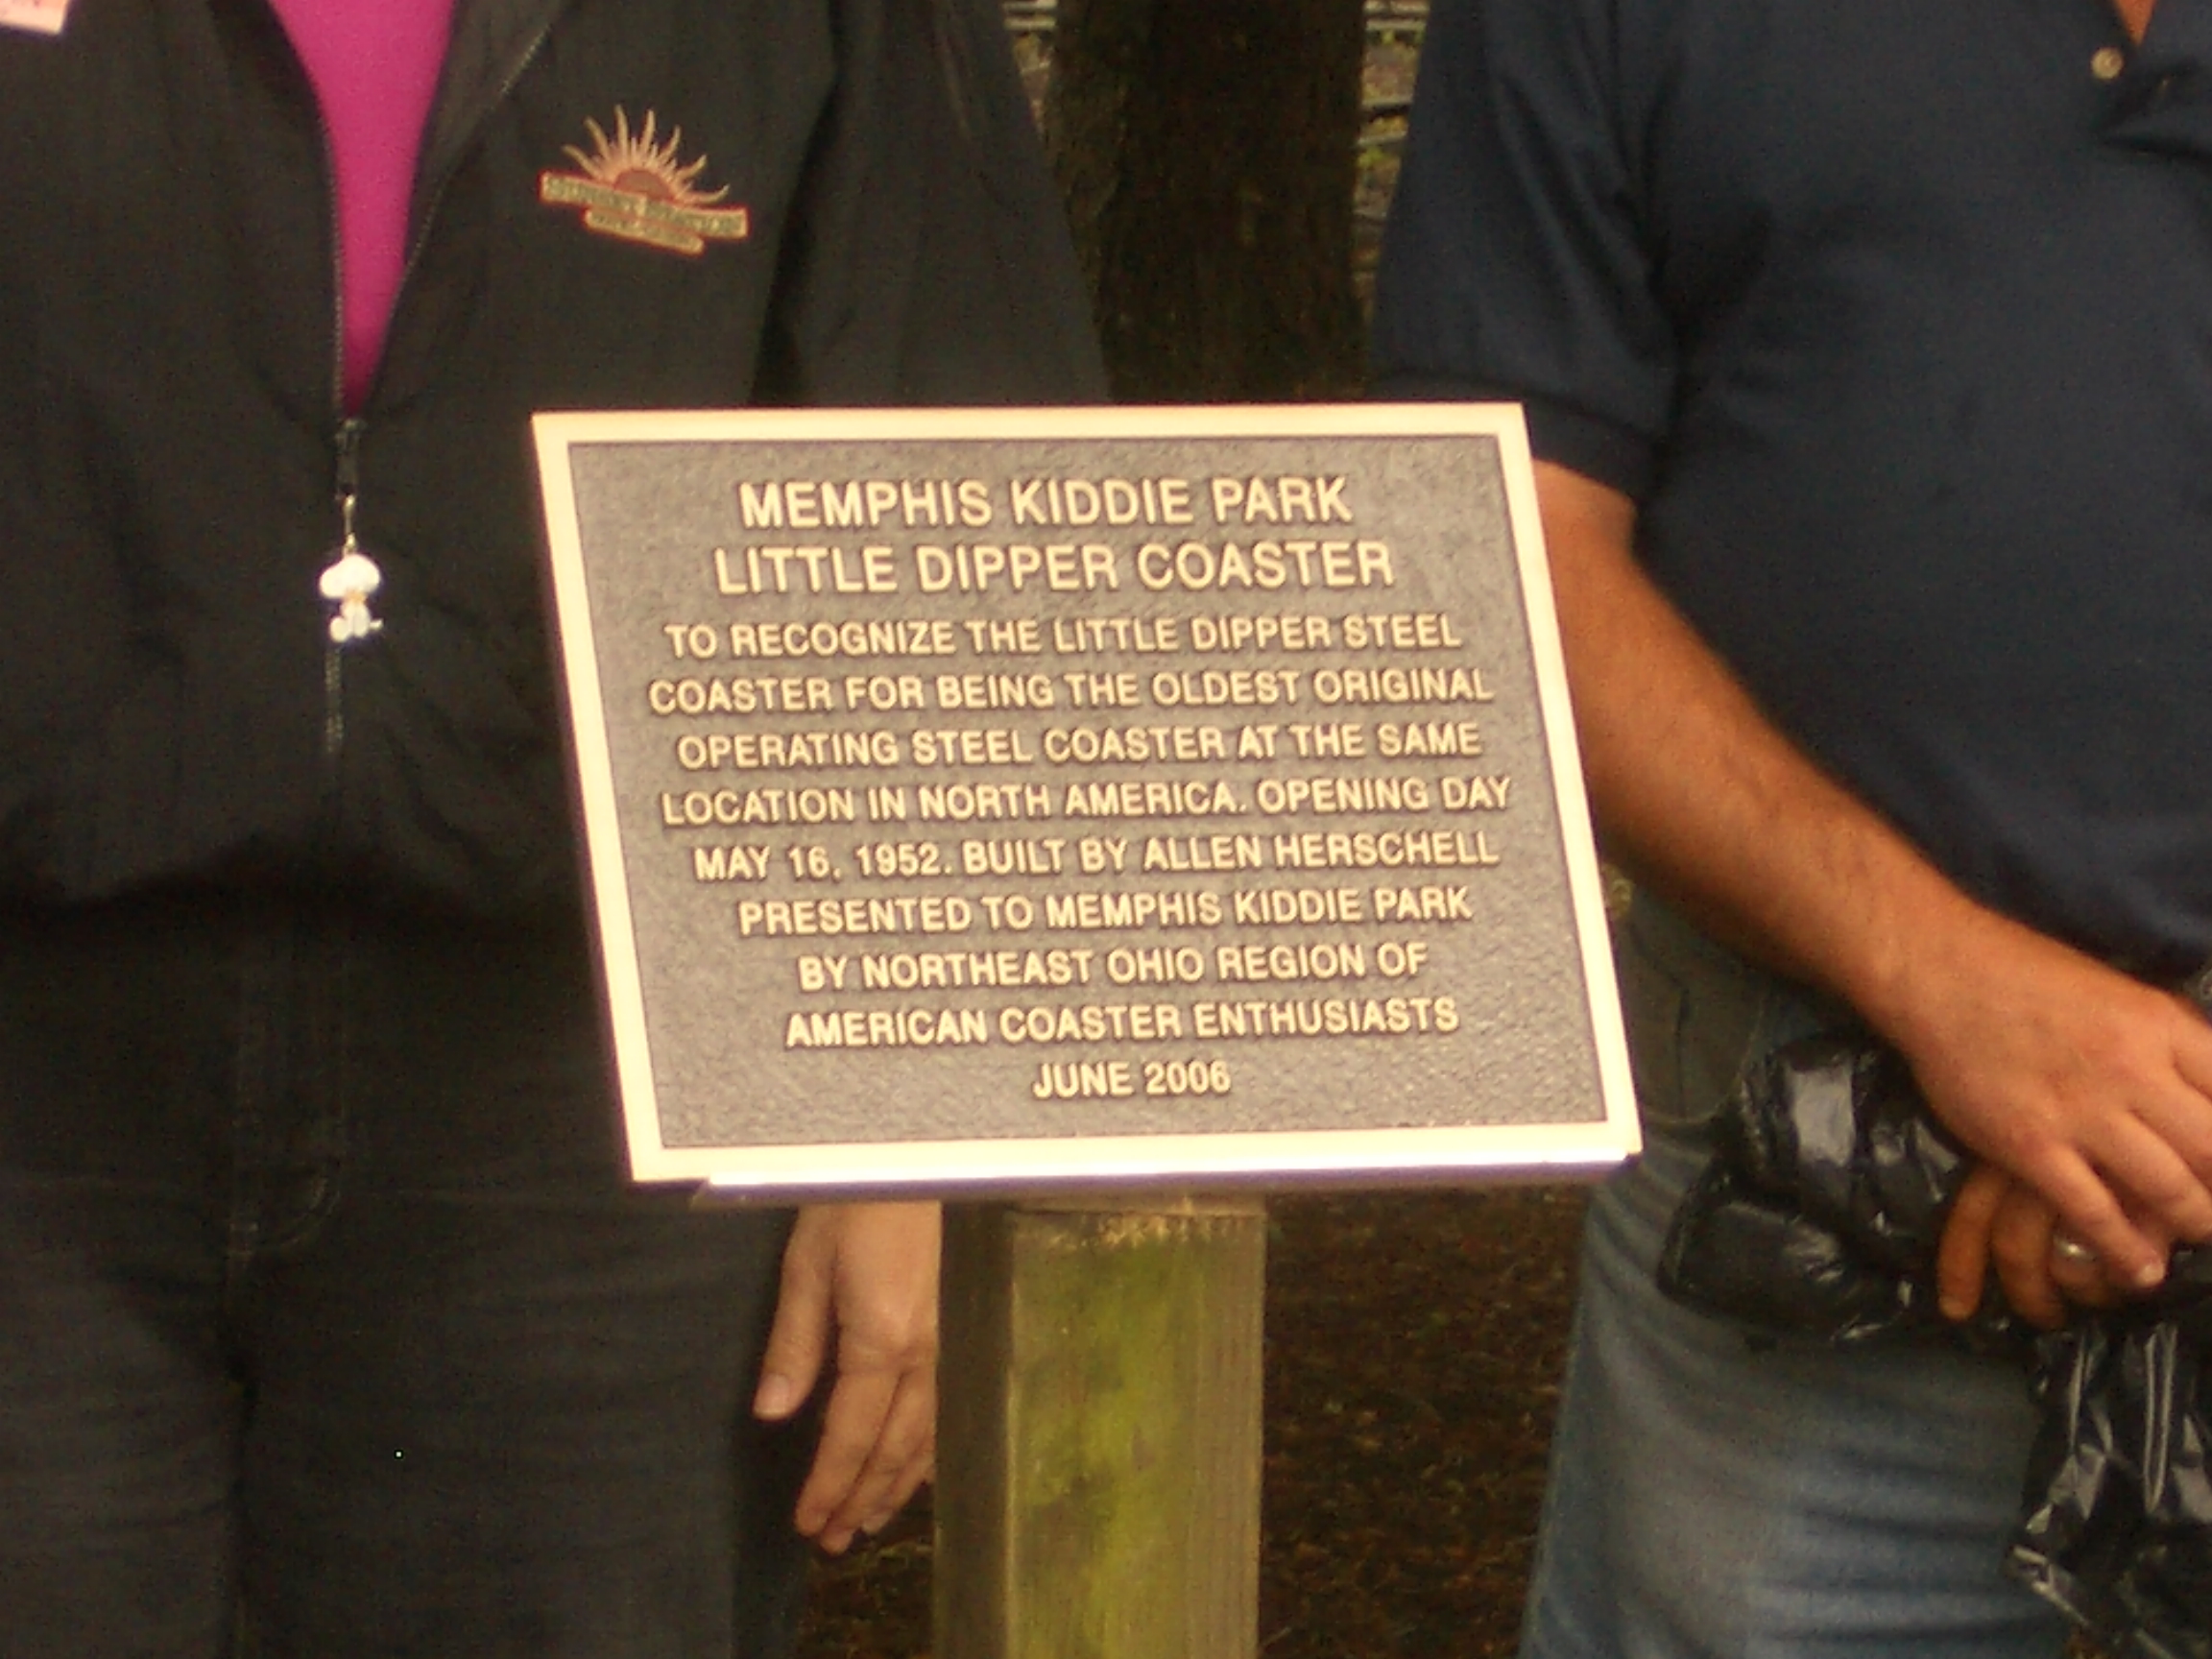 MEMPHIS KIDDIE PARK
LITTLE DIPPER COASTER
TO RECOGNIZE THE LITTLE DIPPER STEEL
COASTER FOR BEING THE OLDEST ORIGINAL
OPERATING STEEL COASTER AT THE SAME
LOCATION IN NORTH AMERICA. OPENING DAY
MAY 16, 1952. BUILT BY ALLEN HERSCHELL
PRESENTED TO MEMPHIS KIDDIE PARK
BY NORTHEAST OHIO REGION OF
AMERICAN COASTER ENTHUSIASTS
JUNE 2006